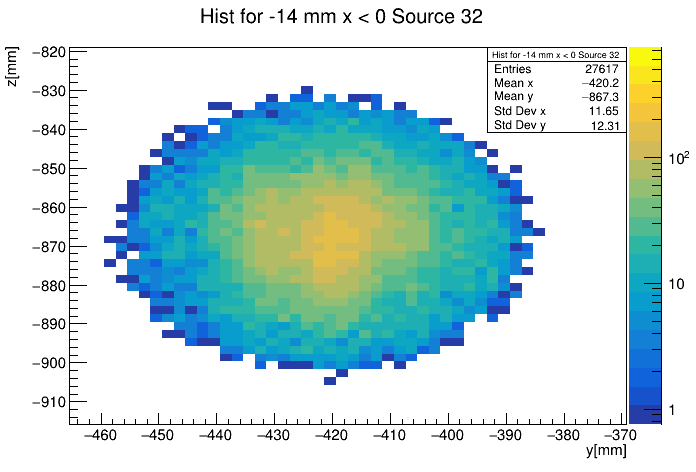 Hist for -14 mm x < 0 Source 32
z[mm]
Hist for -14 mm x < 0 Source 32
Entries 27617
Mean x −420.2
Mean y −867.3
Std Dev x 11.65
Std Dev y 12.31
−820
−830
−840
−850
−860
−870
−880
−890
−900
−910
10²
10
1
−460 −450 −440 −430 −420 −410 −400 −390 −380 −370
y[mm]